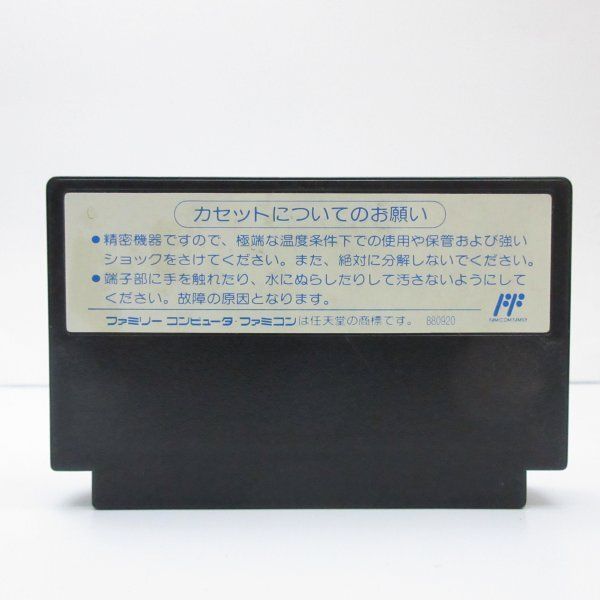 カセットについてのお願い
●精密機器ですので、極端な温度条件下での使用や保管および強い
ショックをさけてください。また、絶対に分解しないでください。
●端子部に手を触れたり、水にぬらしたりして汚さないようにして
ください。故障の原因となります。
ファミリーコンピュータ・ファミコンは任天堂の商標です。 880920
FAMICOM FAMILY